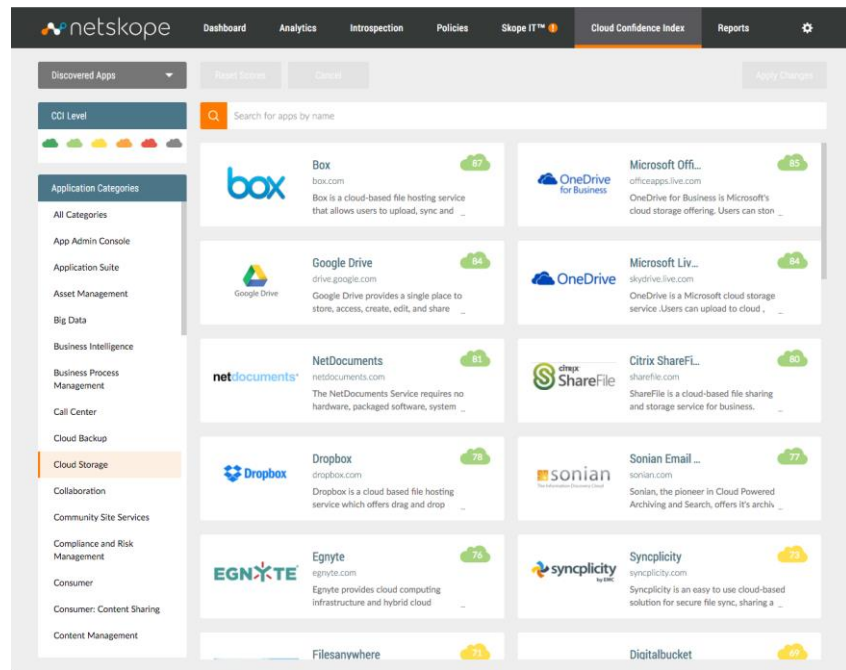 netskope
Dashboard
Analytics
Introspection
Policies
Skope IT™
Cloud Confidence Index
Reports
Discovered Apps
Reset Scores
Cancel
Apply Changes
CCI Level
Search for apps by name
Application Categories
All Categories
App Admin Console
Application Suite
Asset Management
Big Data
Business Intelligence
Business Process
Management
Call Center
Cloud Backup
Cloud Storage
Collaboration
Community Site Services
Compliance and Risk
Management
Consumer
Consumer: Content Sharing
Content Management
box
Box
87
box.com
Box is a cloud-based file hosting service
that allows users to upload, sync and _
OneDrive
for Business
Microsoft Offi...
85
officeapps.live.com
OneDrive for Business is Microsoft's
cloud storage offering. Users can ston _
Google Drive
Google Drive
84
drive.google.com
Google Drive provides a single place to
store, access, create, edit, and share _
OneDrive
Microsoft Liv...
84
skydrive.live.com
OneDrive is a Microsoft cloud storage
service .Users can upload to cloud , _
netdocuments
NetDocuments
81
netdocuments.com
The NetDocuments Service requires no
hardware, packaged software, system _
citrix
ShareFile
Citrix ShareFi...
80
sharefile.com
ShareFile is a cloud-based file sharing
and storage service for business. _
Dropbox
Dropbox
78
dropbox.com
Dropbox is a cloud based file hosting
service which offers drag and drop _
sonian
Sonian Email ...
77
sonian.com
Sonian, the pioneer in Cloud Powered
Archiving and Search, offers it's archiv _
EGNYTE
Egnyte
76
egnyte.com
Egnyte provides cloud computing
infrastructure and hybrid cloud _
syncplicity
by EMC
Syncplicity
73
syncplicity.com
Syncplicity is an easy to use cloud-based
solution for secure file sync, sharing a _
Filesanywhere
71
Digitalbucket
69